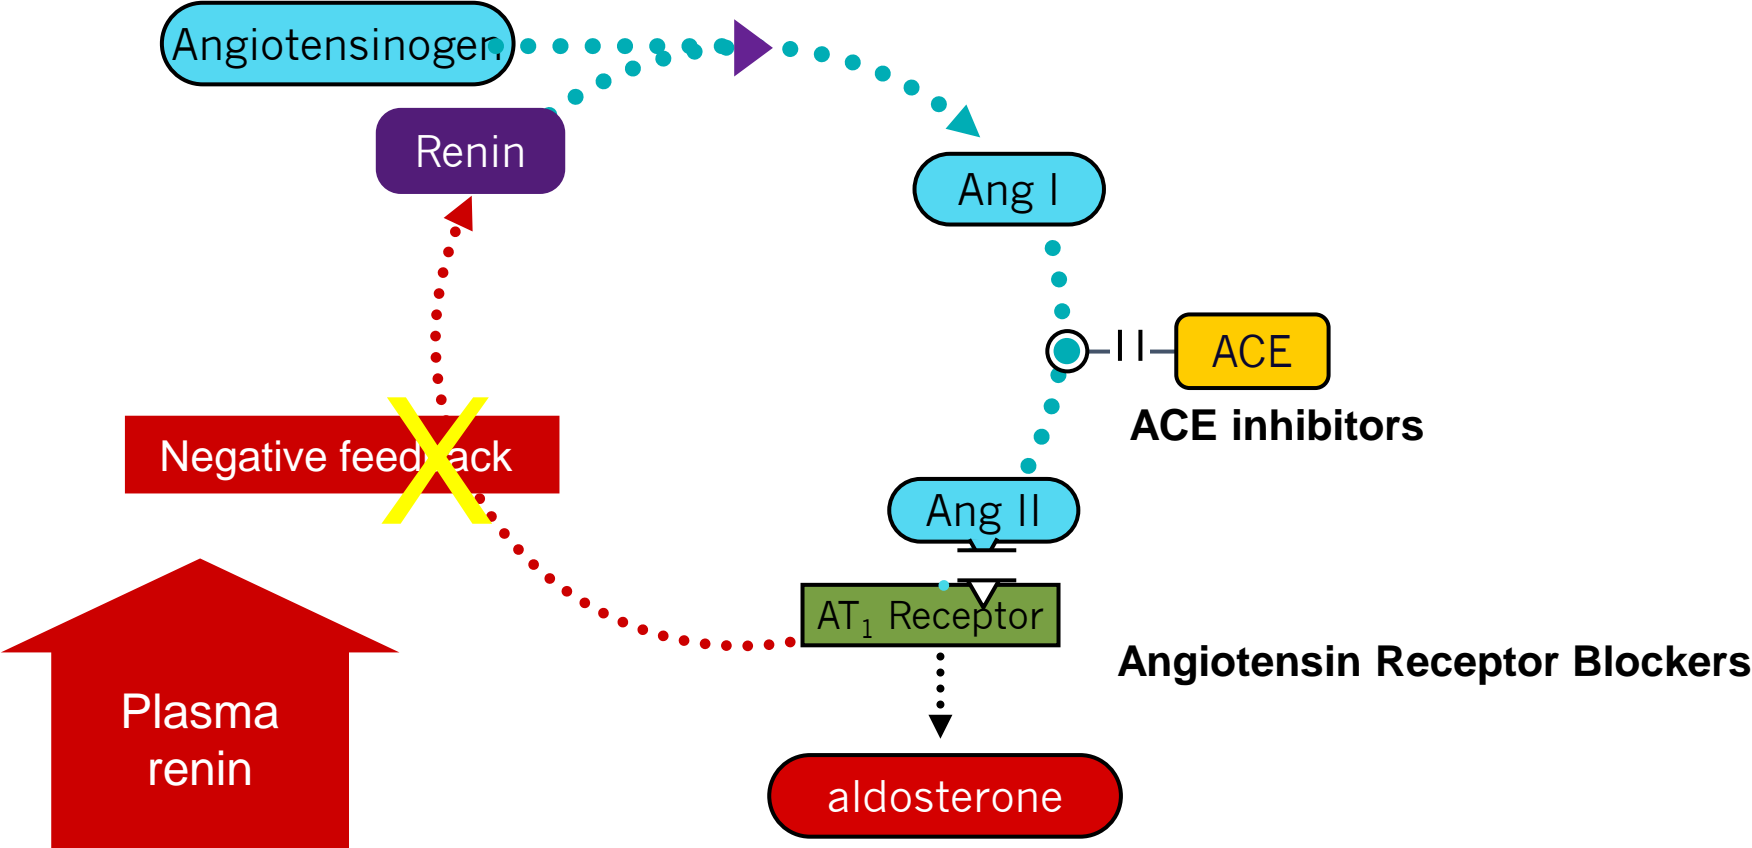 Angiotensinogen
Renin
Ang I
ACE
ACE inhibitors
Negative feedback
Ang II
AT1 Receptor
Angiotensin Receptor Blockers
Plasma
renin
aldosterone